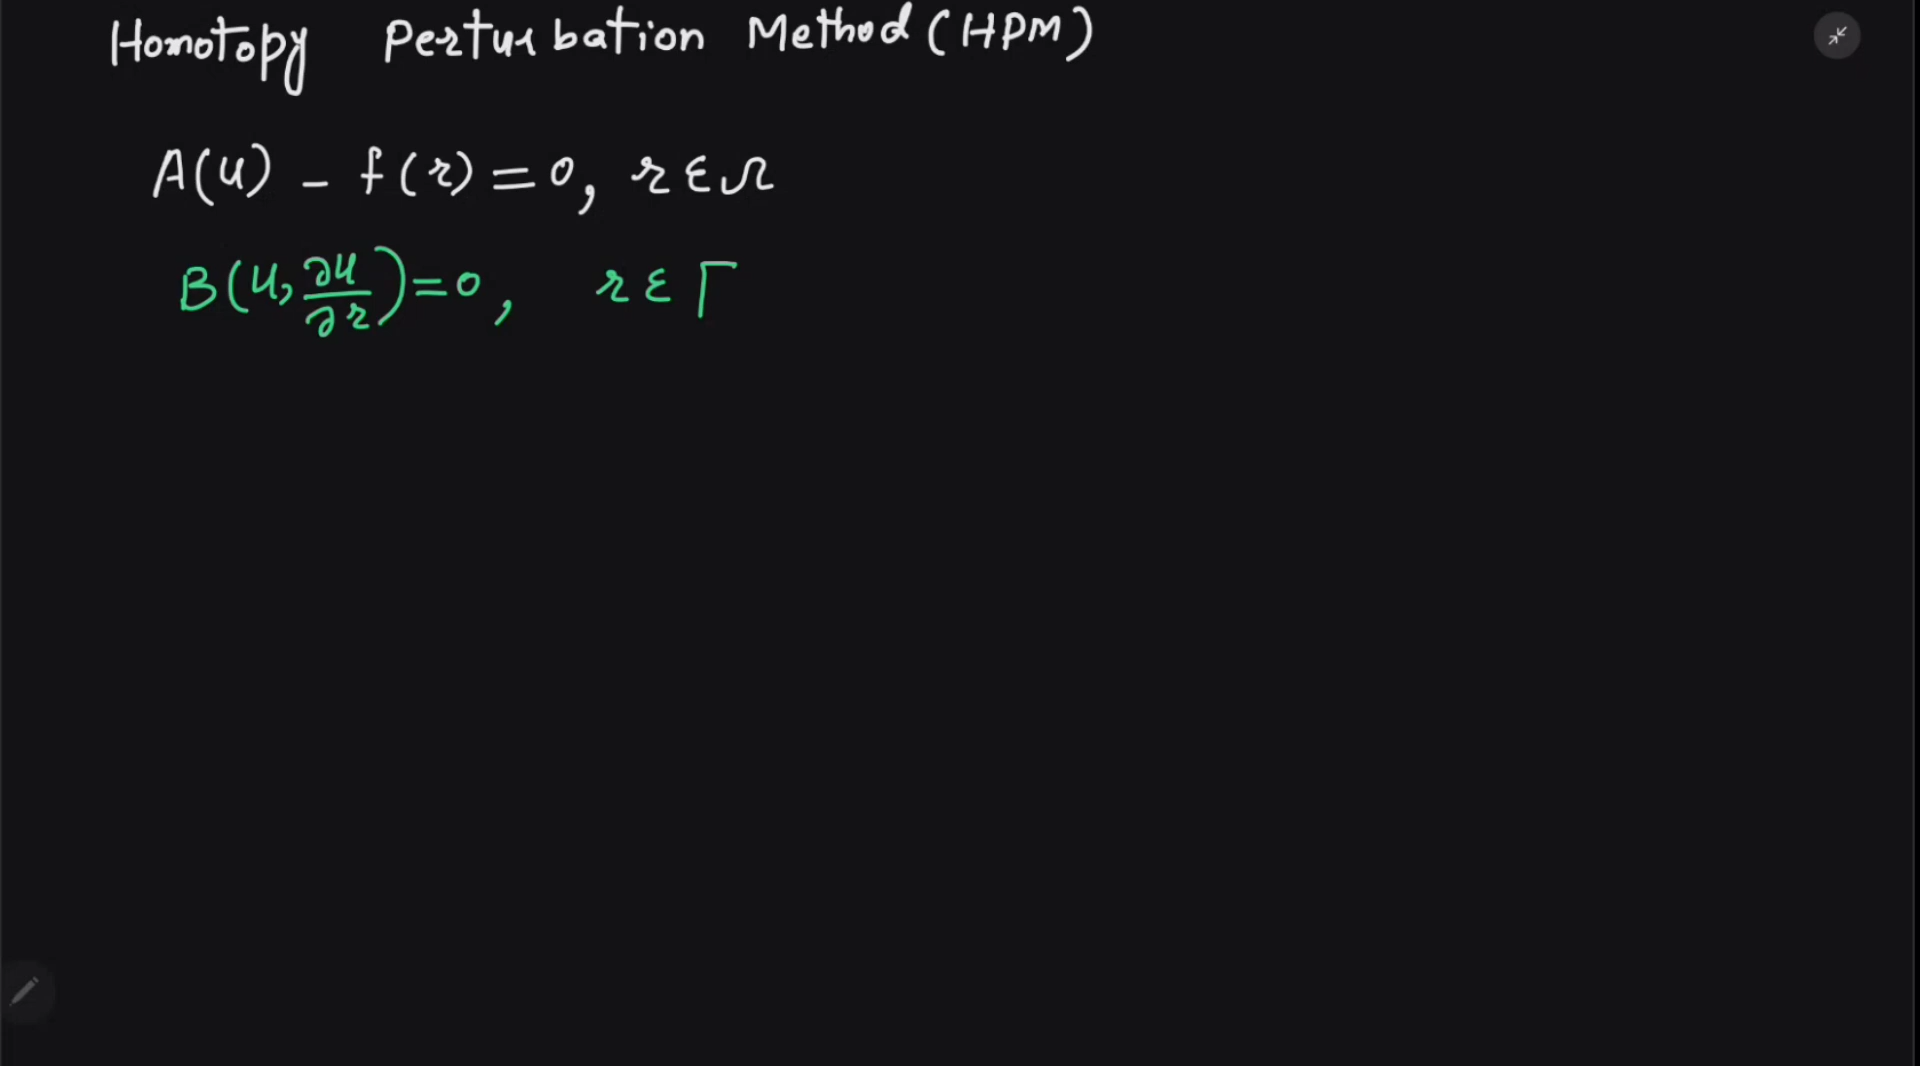 Homotopy Perturbation Method (HPM)
A(u) - f(r) = 0, r ∈ Ω
B(u, ∂u/∂r) = 0, r ∈ Γ